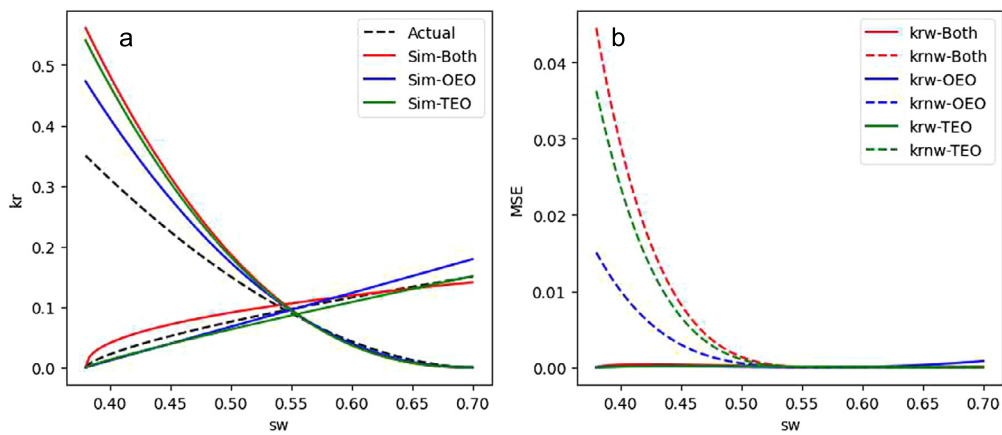 a
Actual
Sim-Both
Sim-OEO
Sim-TEO
kr
0.5
0.4
0.3
0.2
0.1
0.0
0.40 0.45 0.50 0.55 0.60 0.65 0.70
sw
b
krw-Both
krnw-Both
krw-OEO
krnw-OEO
krw-TEO
krnw-TEO
MSE
0.04
0.03
0.02
0.01
0.00
0.40 0.45 0.50 0.55 0.60 0.65 0.70
sw